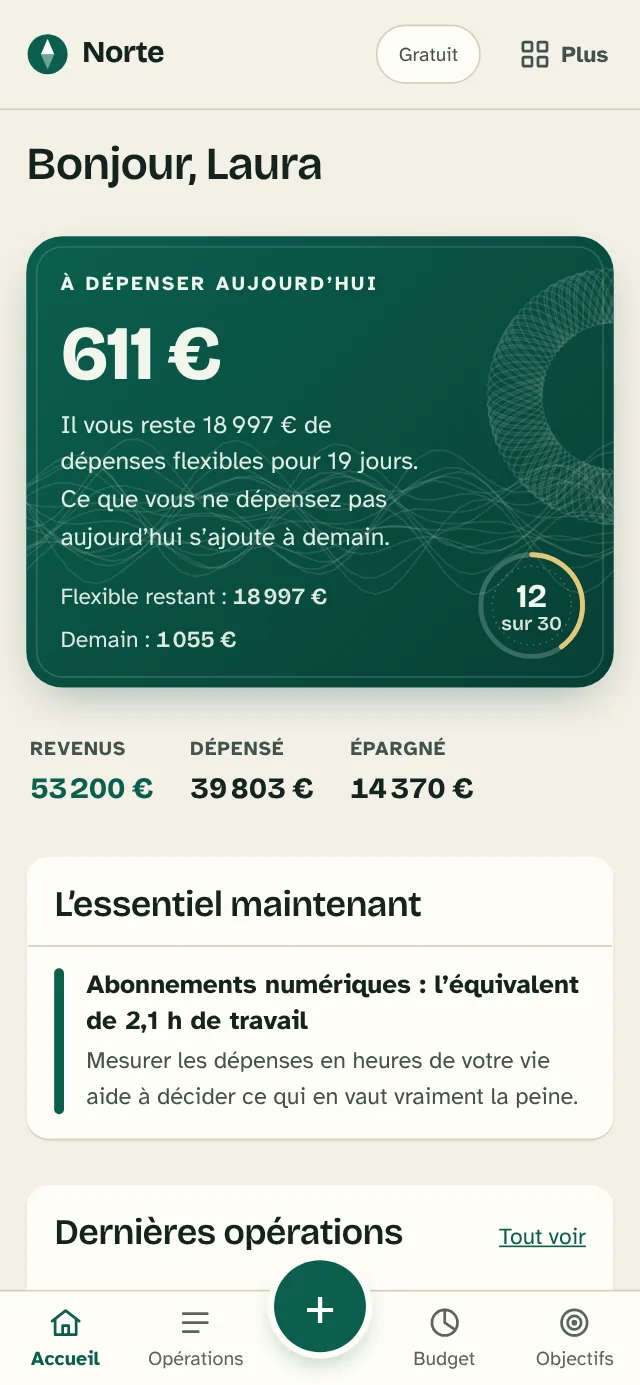 Norte
Gratuit
Plus
Bonjour, Laura
À DÉPENSER AUJOURD’HUI
611 €
Il vous reste 18 997 € de
dépenses flexibles pour 19 jours.
Ce que vous ne dépensez pas
aujourd’hui s’ajoute à demain.
Flexible restant : 18 997 €
Demain : 1 055 €
12
sur 30
REVENUS
53 200 €
DÉPENSÉ
39 803 €
ÉPARGNÉ
14 370 €
L’essentiel maintenant
Abonnements numériques : l’équivalent
de 2,1 h de travail
Mesurer les dépenses en heures de votre vie
aide à décider ce qui en vaut vraiment la peine.
Dernières opérations
Tout voir
Accueil
Opérations
+
Budget
Objectifs